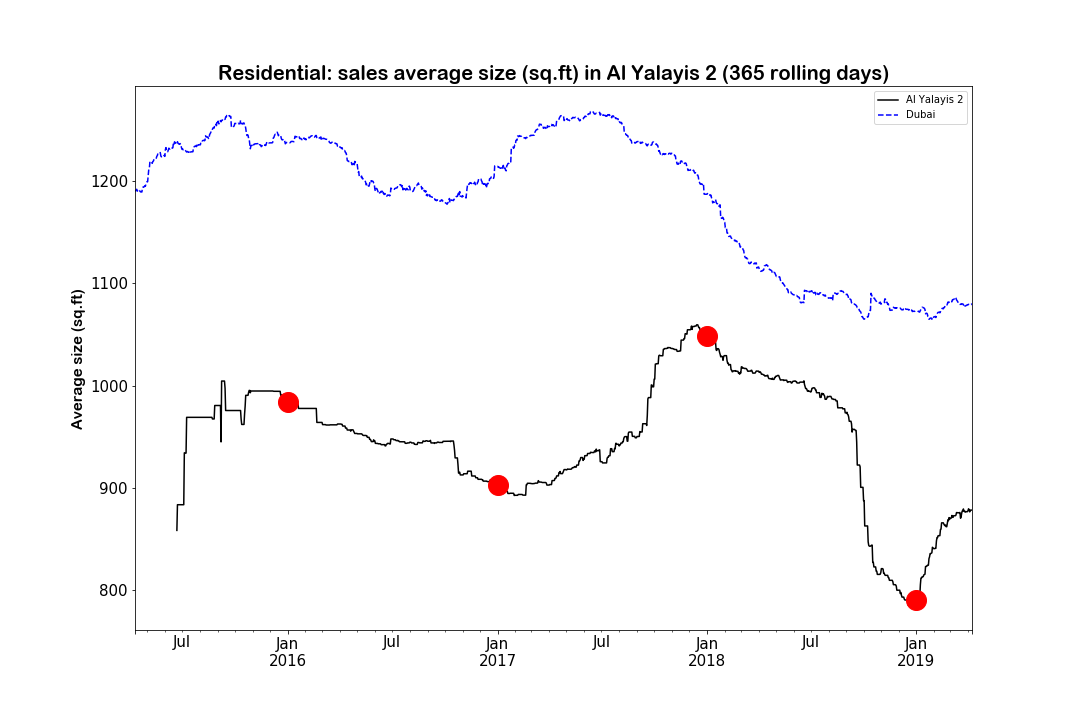 Residential: sales average size (sq.ft) in Al Yalayis 2 (365 rolling days)
Al Yalayis 2
Dubai
Average size (sq.ft)
1200
1100
1000
900
800
Jul
Jan
2016
Jul
Jan
2017
Jul
Jan
2018
Jul
Jan
2019